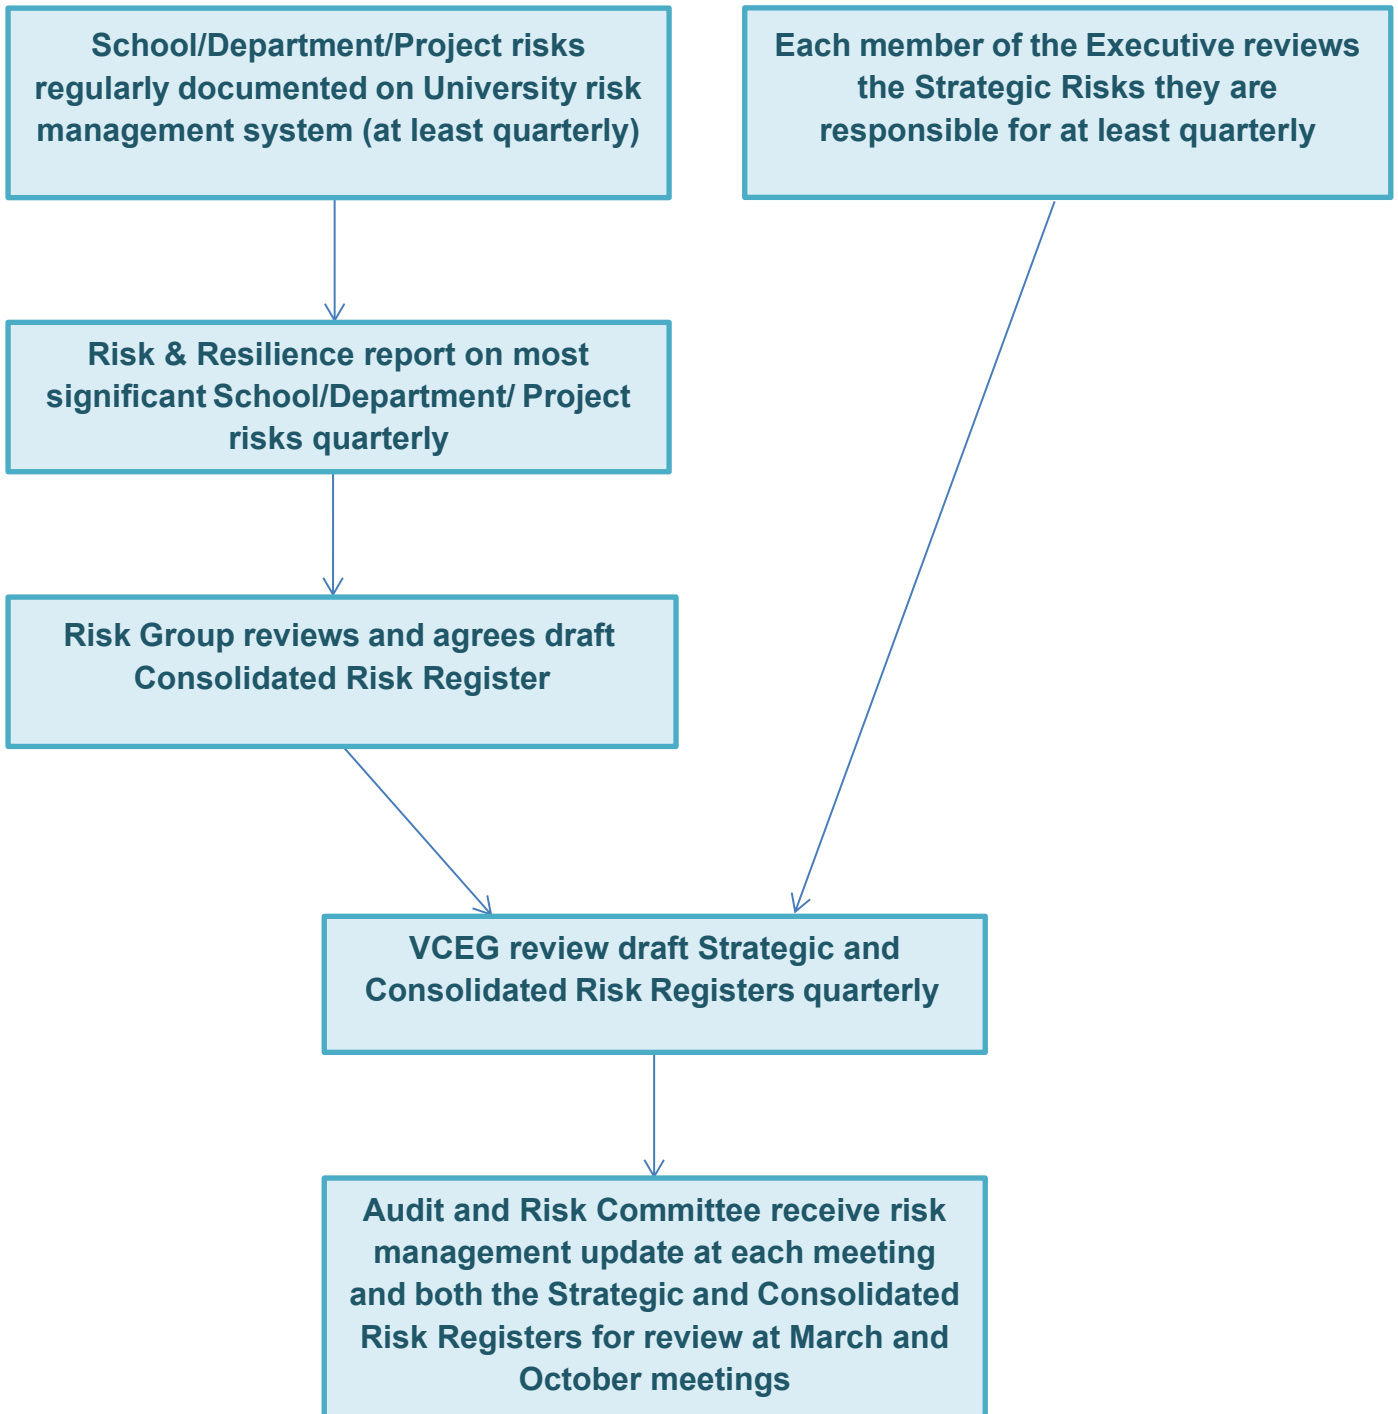 School/Department/Project risks
regularly documented on University risk
management system (at least quarterly)
Each member of the Executive reviews
the Strategic Risks they are
responsible for at least quarterly
Risk & Resilience report on most
significant School/Department/ Project
risks quarterly
Risk Group reviews and agrees draft
Consolidated Risk Register
VCEG review draft Strategic and
Consolidated Risk Registers quarterly
Audit and Risk Committee receive risk
management update at each meeting
and both the Strategic and Consolidated
Risk Registers for review at March and
October meetings